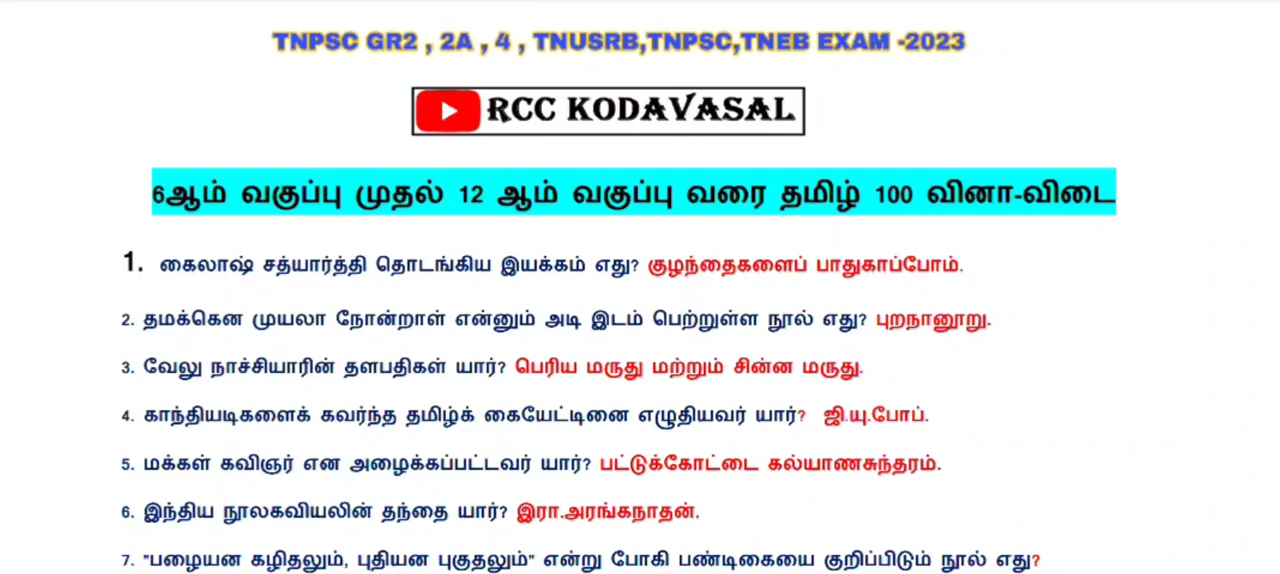 TNPSC GR2 , 2A , 4 , TNUSRB,TNPSC,TNEB EXAM -2023
RCC KODAVASAL
6ஆம் வகுப்பு முதல் 12 ஆம் வகுப்பு வரை தமிழ் 100 வினா-விடை
1. கைலாஷ் சத்யார்த்தி தொடங்கிய இயக்கம் எது? குழந்தைகளைப் பாதுகாப்போம்.
2. தமக்கென முயலா நோன்றாள் என்னும் அடி இடம் பெற்றுள்ள நூல் எது? புறநானூறு.
3. வேலு நாச்சியாரின் தளபதிகள் யார்? பெரிய மருது மற்றும் சின்ன மருது.
4. காந்தியடிகளைக் கவர்ந்த தமிழ்க் கையேட்டினை எழுதியவர் யார்? ஜி.யு.போப்.
5. மக்கள் கவிஞர் என அழைக்கப்பட்டவர் யார்? பட்டுக்கோட்டை கல்யாணசுந்தரம்.
6. இந்திய நூலகவியலின் தந்தை யார்? இரா.அரங்கநாதன்.
7. "பழையன கழிதலும், புதியன புகுதலும்" என்று போகி பண்டிகையை குறிப்பிடும் நூல் எது?